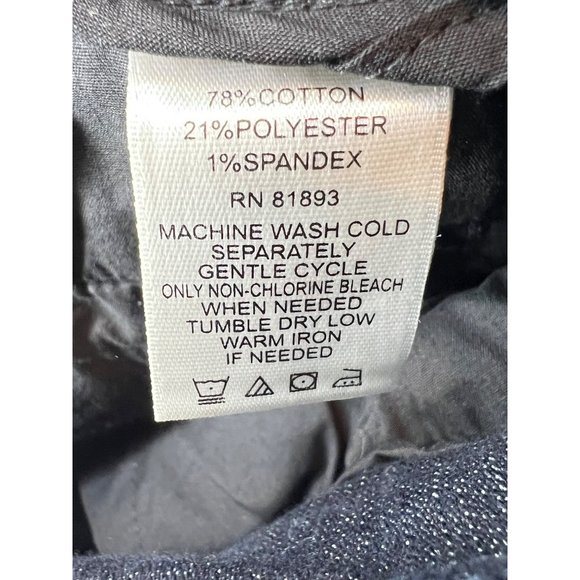 78%COTTON
21%POLYESTER
1%SPANDEX
RN 81893
MACHINE WASH COLD
SEPARATELY
GENTLE CYCLE
ONLY NON-CHLORINE BLEACH
WHEN NEEDED
TUMBLE DRY LOW
WARM IRON
IF NEEDED